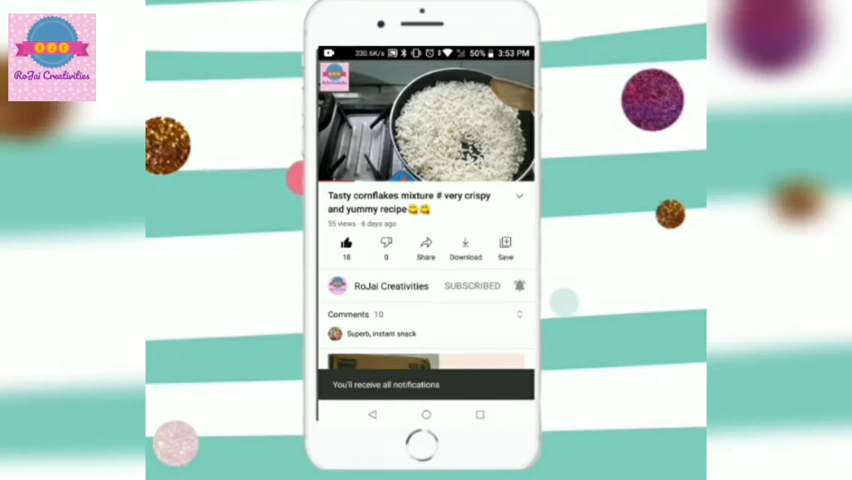 RJC
RoJai Creativities
330.6K/s 50% 3:53 PM
Tasty cornflakes mixture # very crispy
and yummy recipe😋😋
55 views · 6 days ago
18 0 Share Download Save
RoJai Creativities SUBSCRIBED
Comments 10
Superb, instant snack
You'll receive all notifications